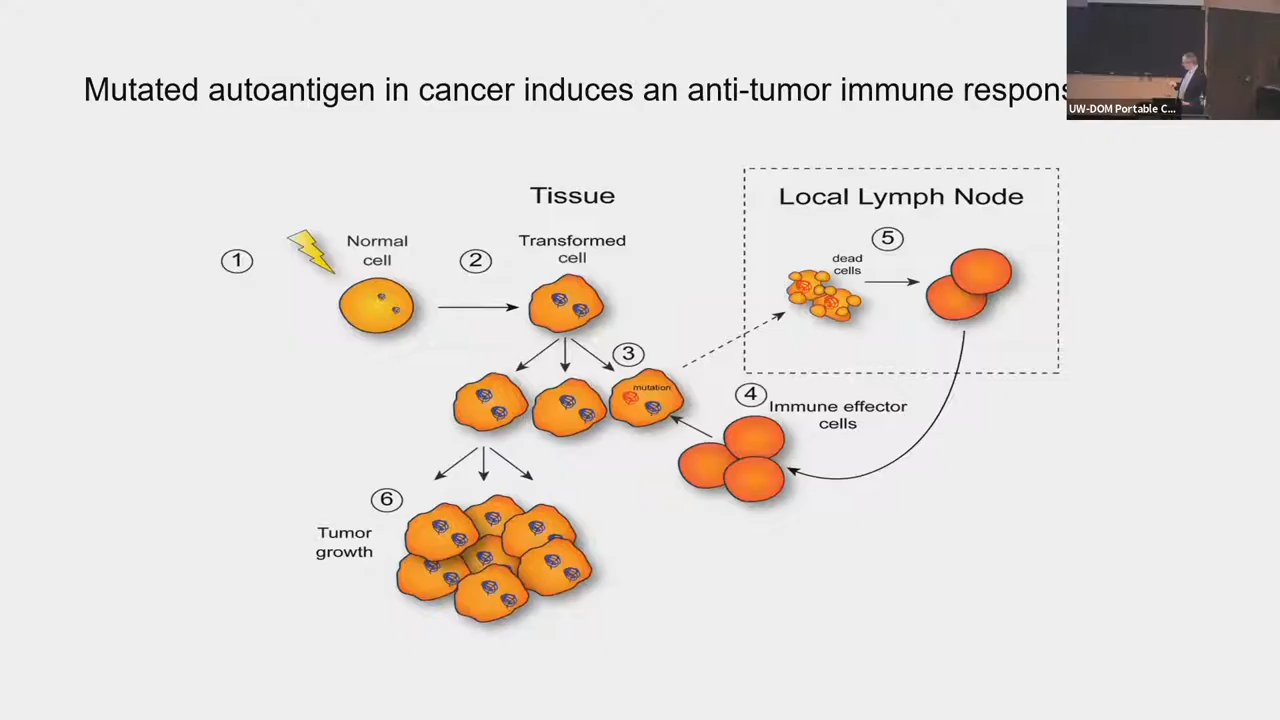 Mutated autoantigen in cancer induces an anti-tumor immune respons
UW-DOM Portable C...
Tissue
Local Lymph Node
1
Normal
cell
2
Transformed
cell
5
dead
cells
3
mutation
4
Immune effector
cells
6
Tumor
growth